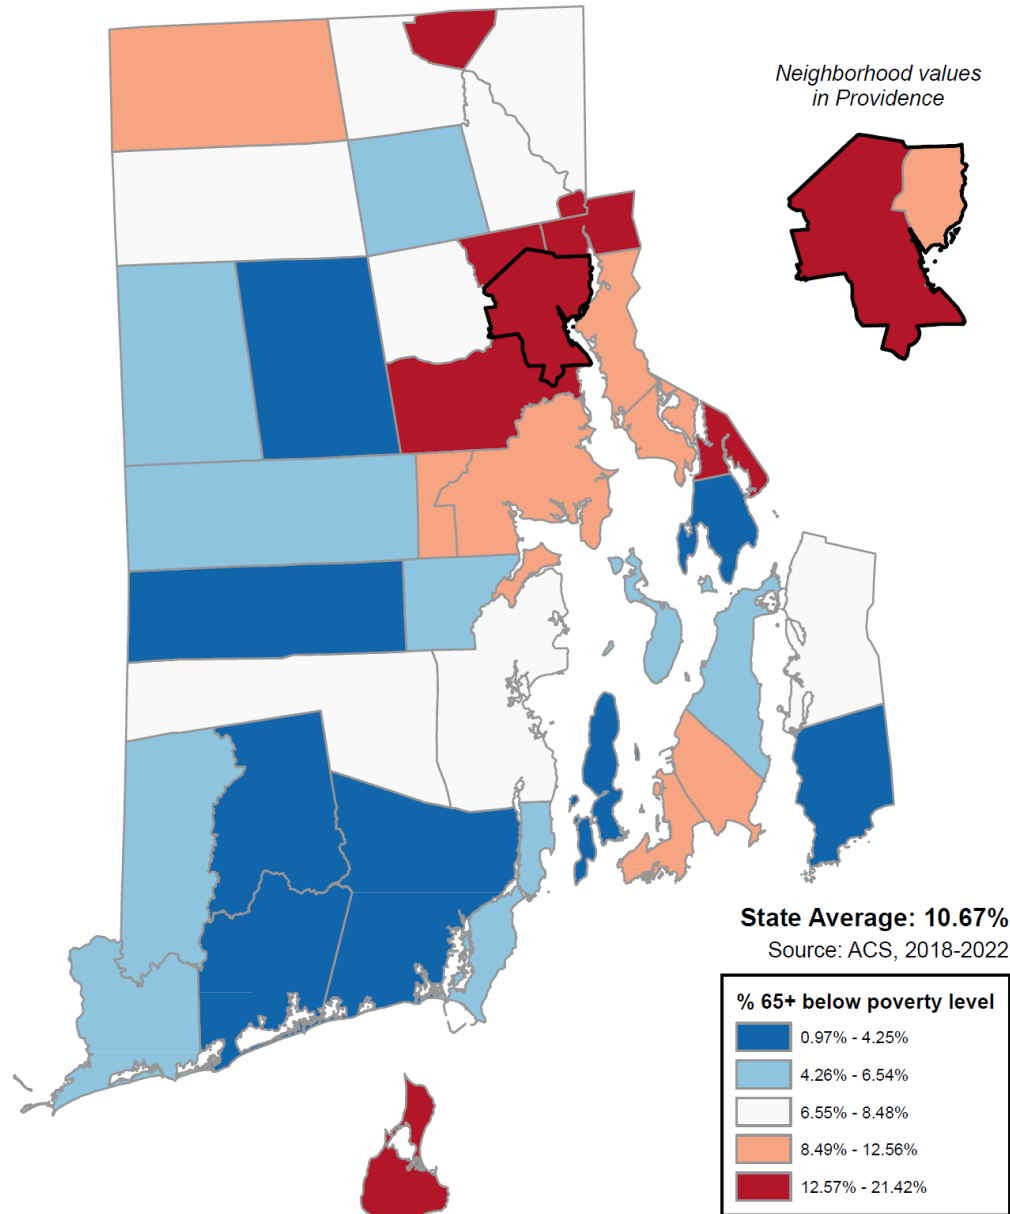 Neighborhood values
in Providence
State Average: 10.67%
Source: ACS, 2018-2022
% 65+ below poverty level
0.97% - 4.25%
4.26% - 6.54%
6.55% - 8.48%
8.49% - 12.56%
12.57% - 21.42%